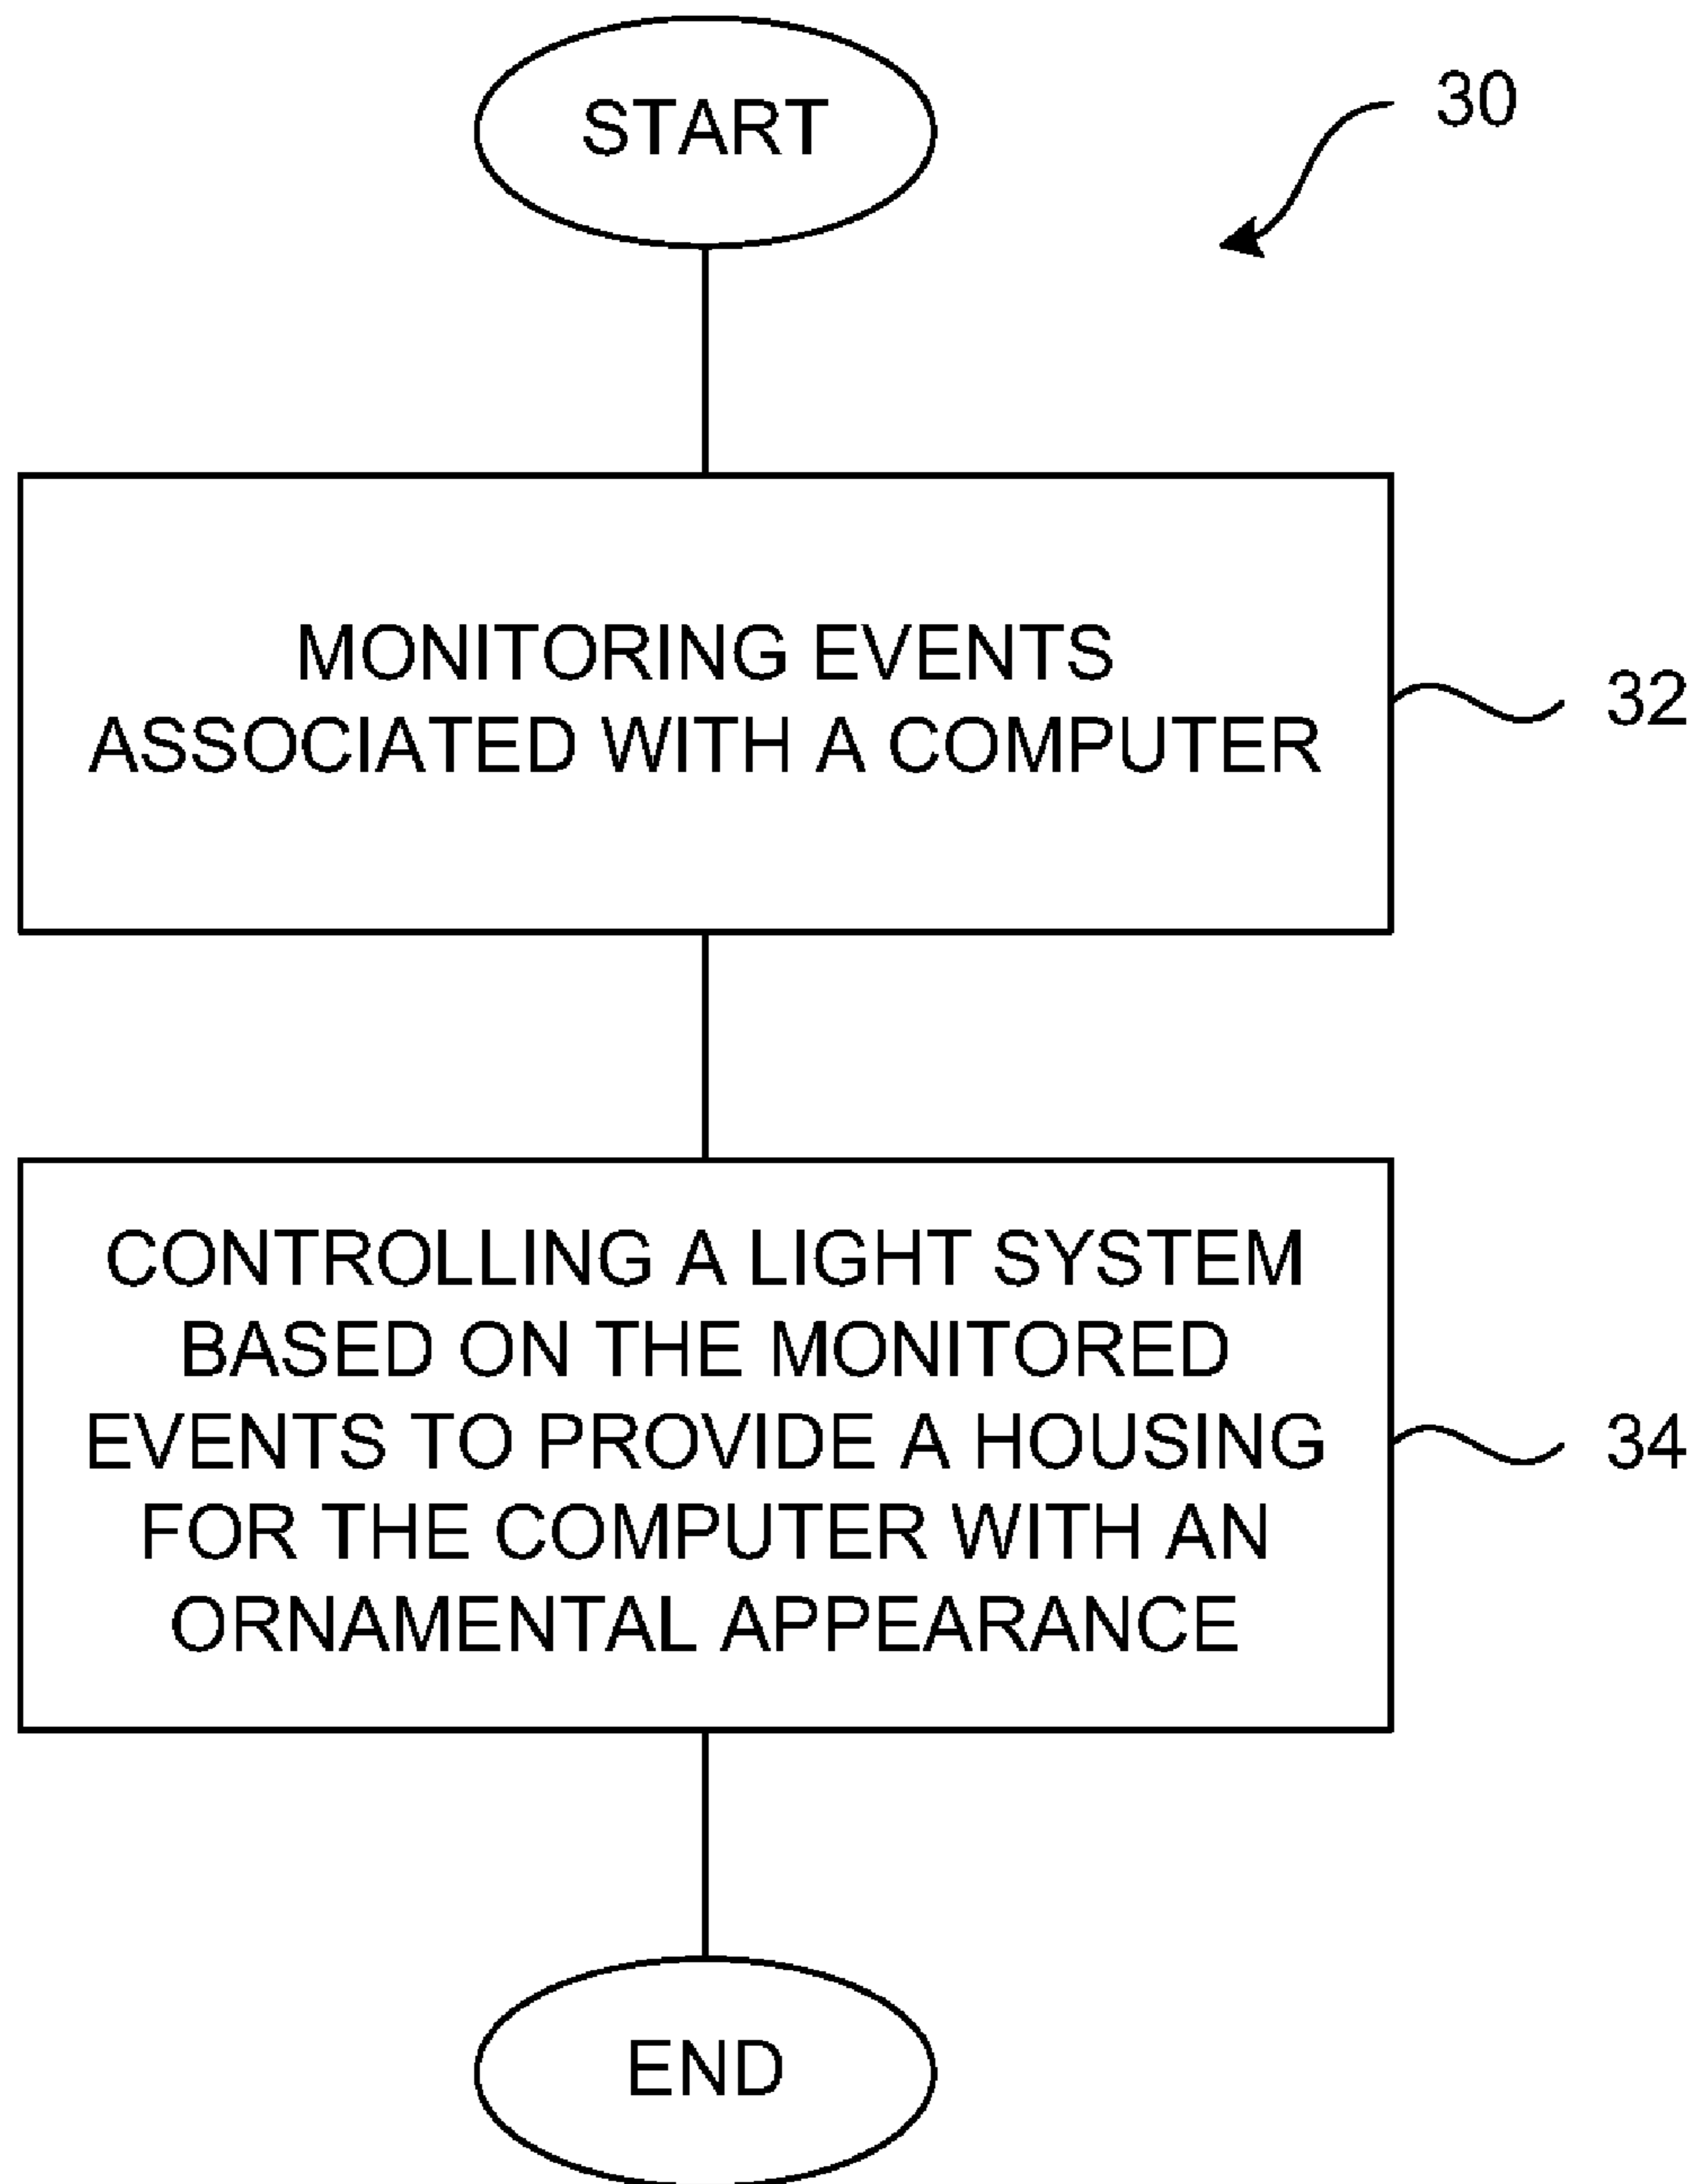 START
30
MONITORING EVENTS
ASSOCIATED WITH A COMPUTER
32
CONTROLLING A LIGHT SYSTEM
BASED ON THE MONITORED
EVENTS TO PROVIDE A HOUSING
FOR THE COMPUTER WITH AN
ORNAMENTAL APPEARANCE
34
END